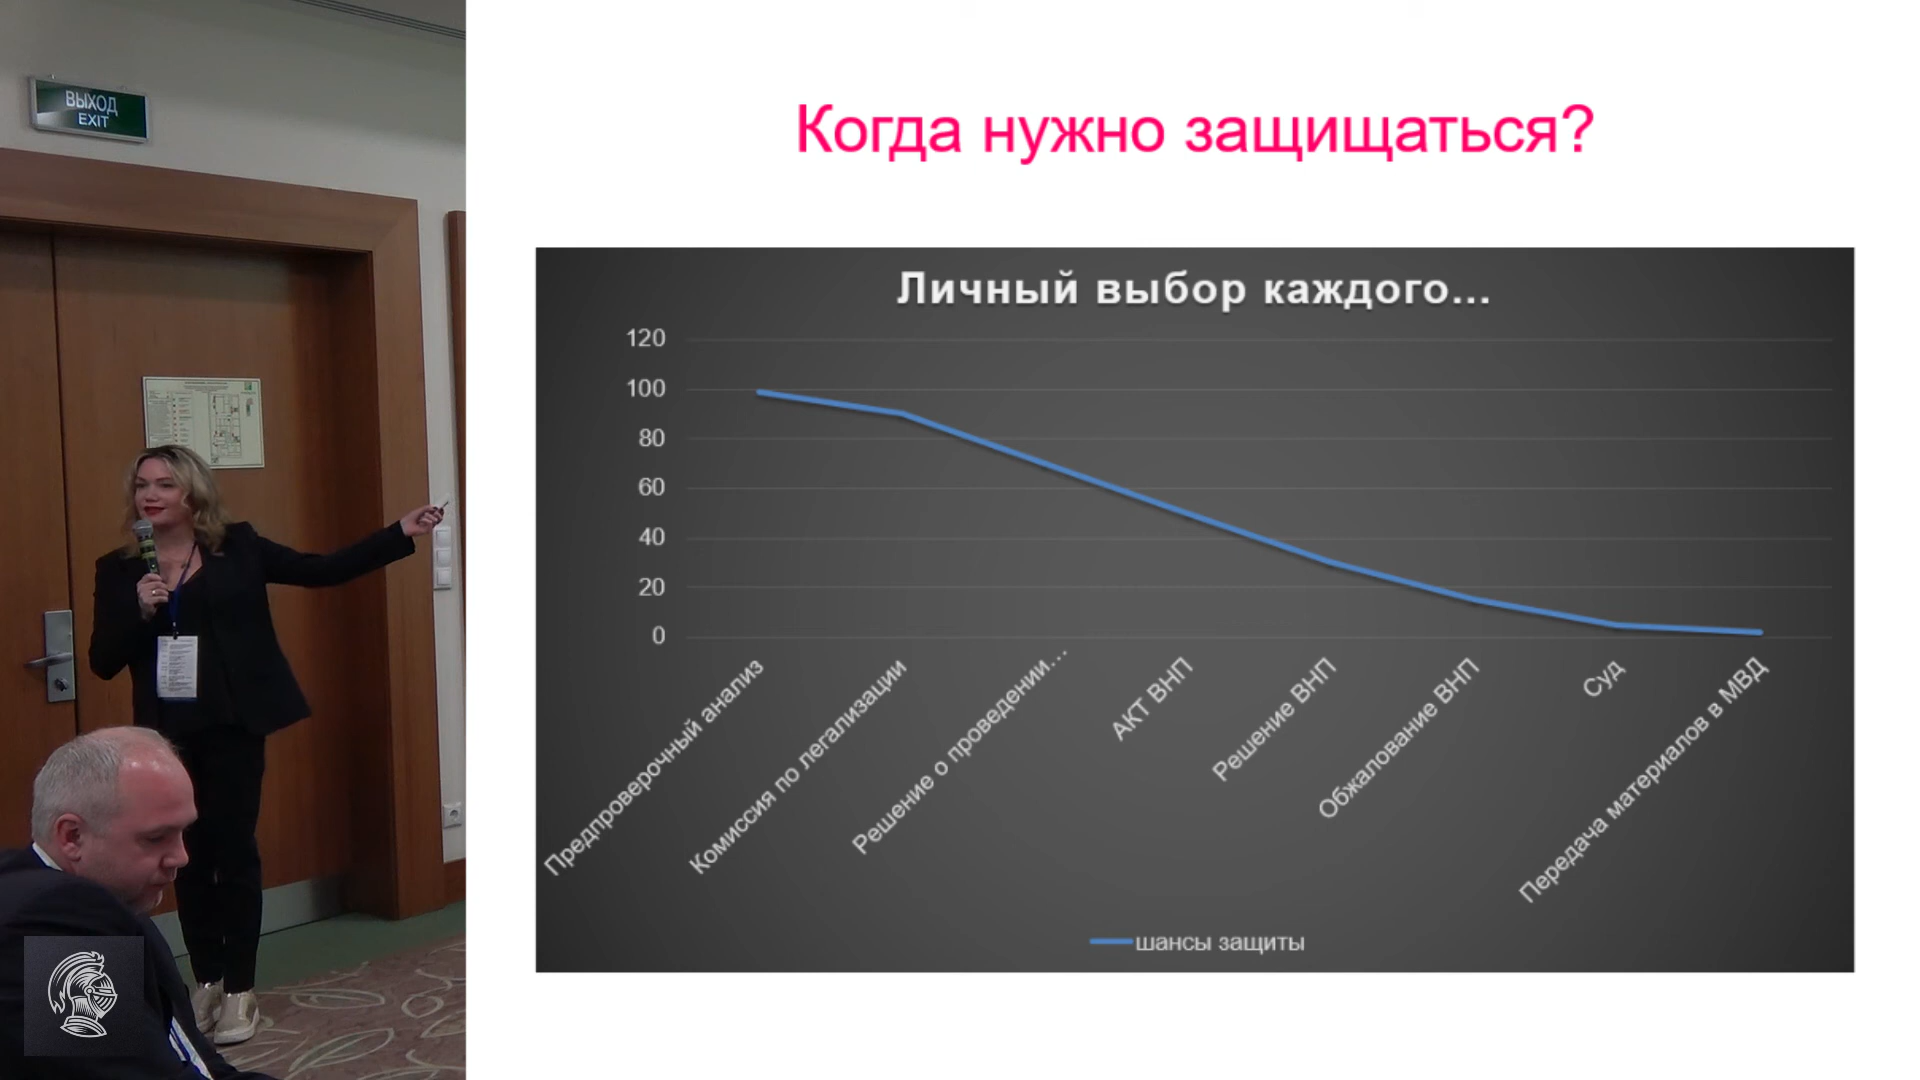 ВЫХОД
EXIT
Когда нужно защищаться?
Личный выбор каждого...
120
100
80
60
40
20
0
Предпроверочный анализ
Комиссия по легализации
Решение о проведении...
АКТ ВНП
Решение ВНП
Обжалование ВНП
Суд
Передача материалов в МВД
шансы защиты